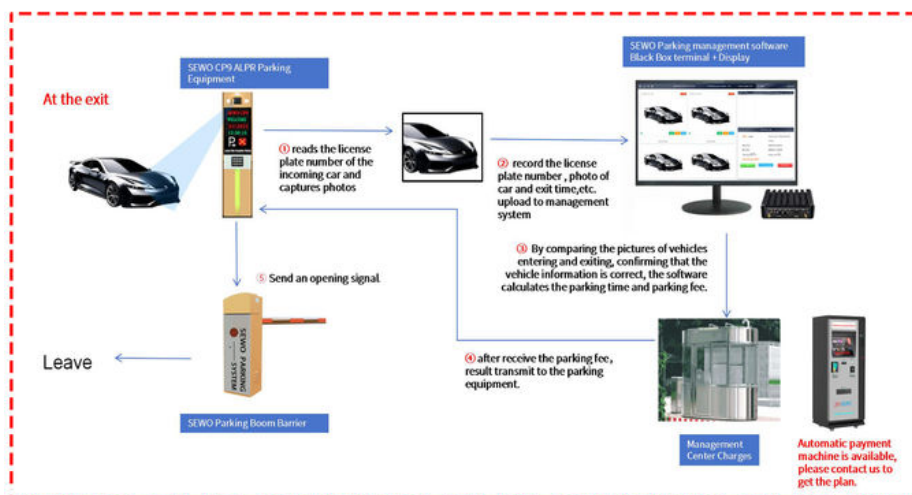 SEWO CP9 ALPR Parking
Equipment
SEWO Parking management software
Black Box terminal + Display
At the exit
① reads the license
plate number of the
incoming car and
captures photos
② record the license
plate number , photo of
car and exit time,etc.
upload to management
system
③ By comparing the pictures of vehicles
entering and exiting, confirming that the
vehicle information is correct, the software
calculates the parking time and parking fee.
⑤ Send an opening signal
SEWO PARKING
SYSTEM
Leave
④ after receive the parking fee,
result transmit to the parking
equipment.
SEWO Parking Boom Barrier
Management
Center Charges
Automatic payment
machine is available,
please contact us to
get the plan.